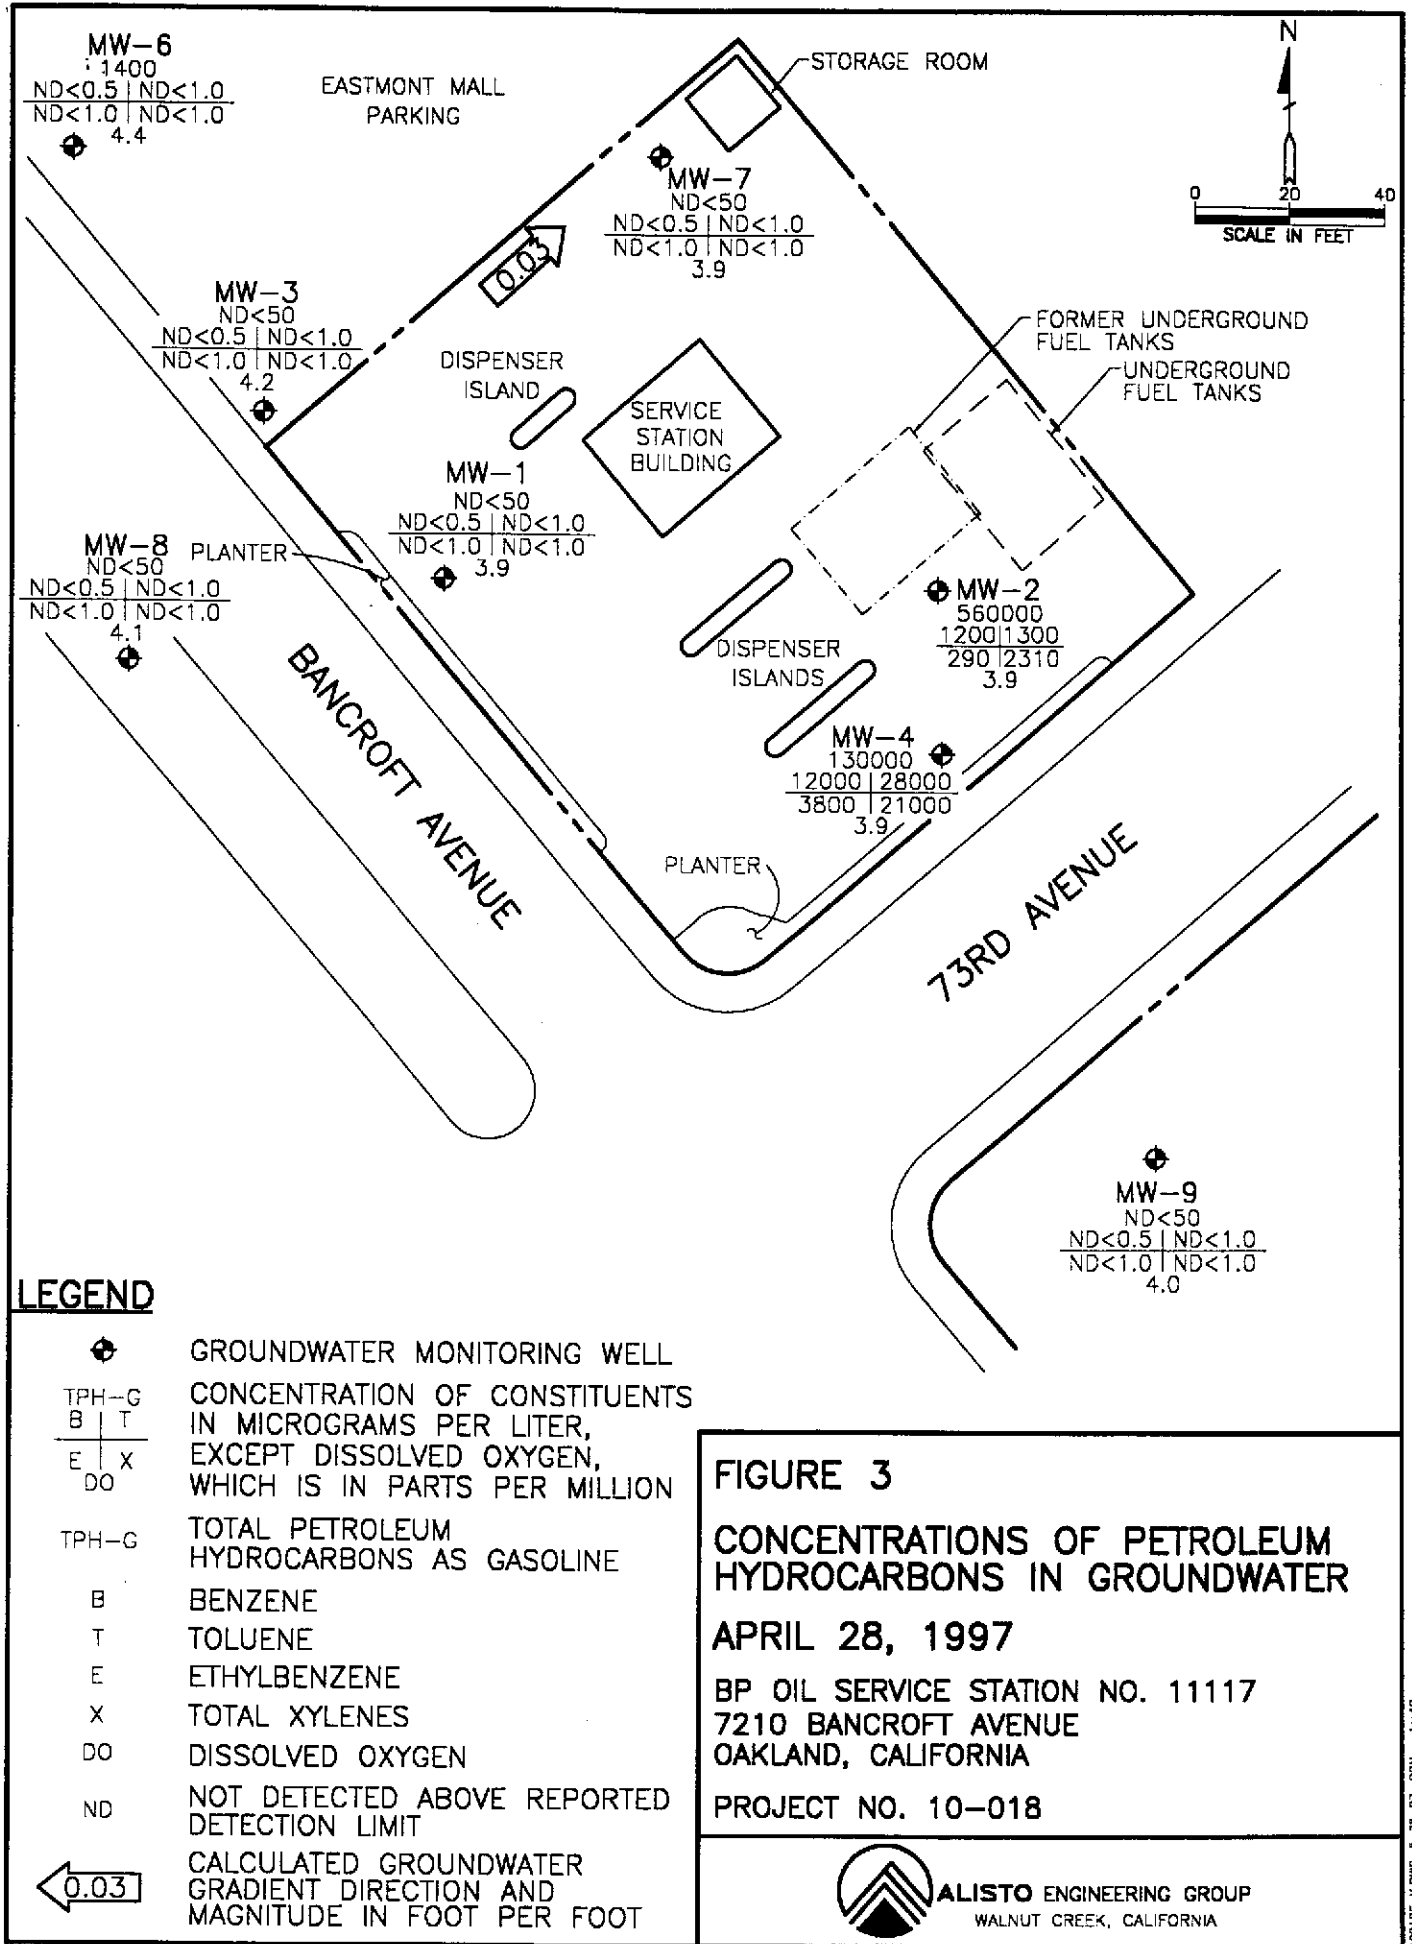 MW-6
1400
ND<0.5 | ND<1.0
ND<1.0 | ND<1.0
4.4
EASTMONT MALL
PARKING
STORAGE ROOM
N
0 20 40
SCALE IN FEET
MW-7
ND<50
ND<0.5 | ND<1.0
ND<1.0 | ND<1.0
3.9
0.03
MW-3
ND<50
ND<0.5 | ND<1.0
ND<1.0 | ND<1.0
4.2
DISPENSER
ISLAND
SERVICE
STATION
BUILDING
FORMER UNDERGROUND
FUEL TANKS
UNDERGROUND
FUEL TANKS
MW-1
ND<50
ND<0.5 | ND<1.0
ND<1.0 | ND<1.0
3.9
MW-8
ND<50
ND<0.5 | ND<1.0
ND<1.0 | ND<1.0
4.1
PLANTER
MW-2
560000
1200|1300
290|2310
3.9
DISPENSER
ISLANDS
MW-4
130000
12000 | 28000
3800 | 21000
3.9
BANCROFT AVENUE
PLANTER
73RD AVENUE
MW-9
ND<50
ND<0.5 | ND<1.0
ND<1.0 | ND<1.0
4.0
LEGEND
GROUNDWATER MONITORING WELL
TPH-G
B | T
E | X
DO
CONCENTRATION OF CONSTITUENTS
IN MICROGRAMS PER LITER,
EXCEPT DISSOLVED OXYGEN,
WHICH IS IN PARTS PER MILLION
TPH-G
TOTAL PETROLEUM
HYDROCARBONS AS GASOLINE
B BENZENE
T TOLUENE
E ETHYLBENZENE
X TOTAL XYLENES
DO DISSOLVED OXYGEN
ND
NOT DETECTED ABOVE REPORTED
DETECTION LIMIT
0.03
CALCULATED GROUNDWATER
GRADIENT DIRECTION AND
MAGNITUDE IN FOOT PER FOOT
FIGURE 3
CONCENTRATIONS OF PETROLEUM
HYDROCARBONS IN GROUNDWATER
APRIL 28, 1997
BP OIL SERVICE STATION NO. 11117
7210 BANCROFT AVENUE
OAKLAND, CALIFORNIA
PROJECT NO. 10-018
ALISTO ENGINEERING GROUP
WALNUT CREEK, CALIFORNIA